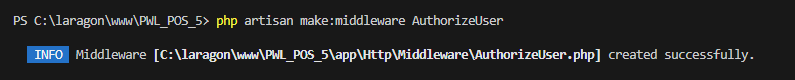 PS C:\laragon\www\PWL_POS_5> php artisan make:middleware AuthorizeUser
INFO Middleware [C:\laragon\www\PWL_POS_5\app\Http\Middleware\AuthorizeUser.php] created successfully.